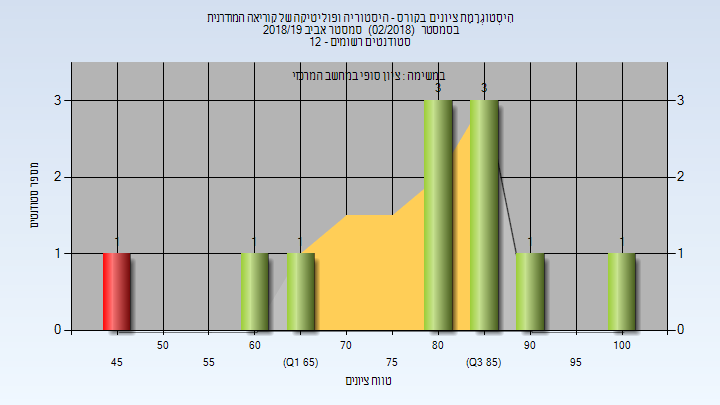 היסטוגרמת ציונים בקורס - היסטוריה ופוליטיקה של קוריאה המודרנית
בסמסטר (02/2018) סמסטר אביב 2018/19
סטודנטים רשומים - 12
במשימה : ציון סופי במחשב המרכזי
3 3
3 3
2 2
1 1 1 1 1
1 1
0 0
מספר סטודנטים
50 60 70 80 90 100
45 55 (Q1 65) 75 (Q3 85) 95
טווח ציונים